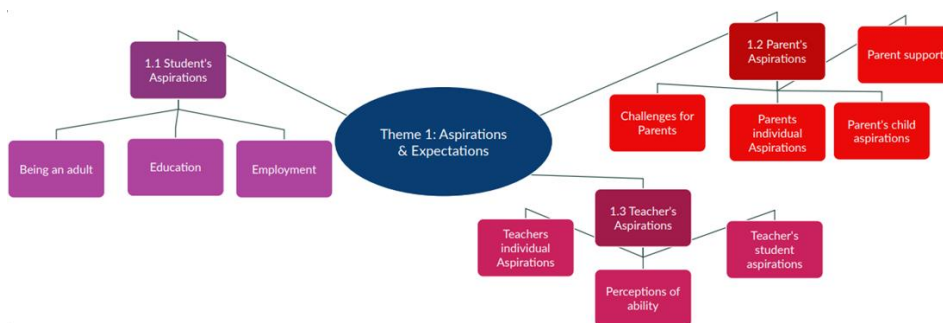 1.1 Student's
Aspirations
Being an adult
Education
Employment
Theme 1: Aspirations
& Expectations
1.2 Parent's
Aspirations
Parent support
Challenges for
Parents
Parents
individual
Aspirations
Parent's child
aspirations
1.3 Teacher's
Aspirations
Teachers
individual
Aspirations
Perceptions of
ability
Teacher's
student
aspirations